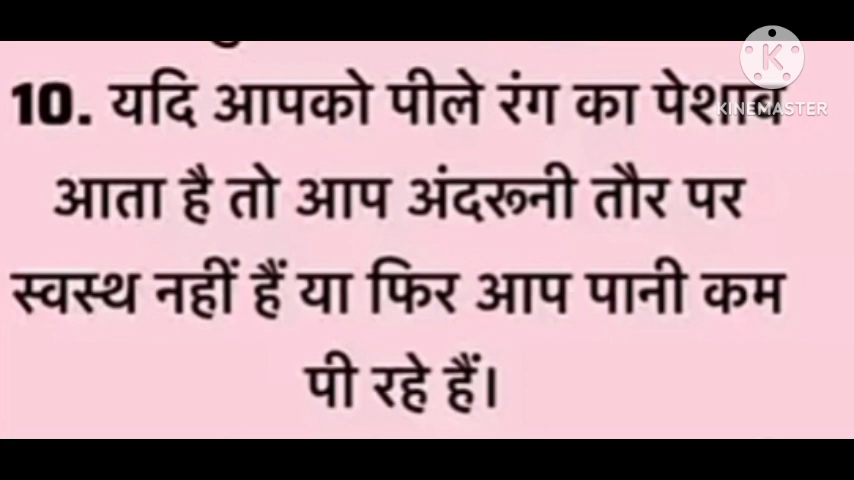 KINEMASTER
10. यदि आपको पीले रंग का पेशाब
आता है तो आप अंदरूनी तौर पर
स्वस्थ नहीं हैं या फिर आप पानी कम
पी रहे हैं।